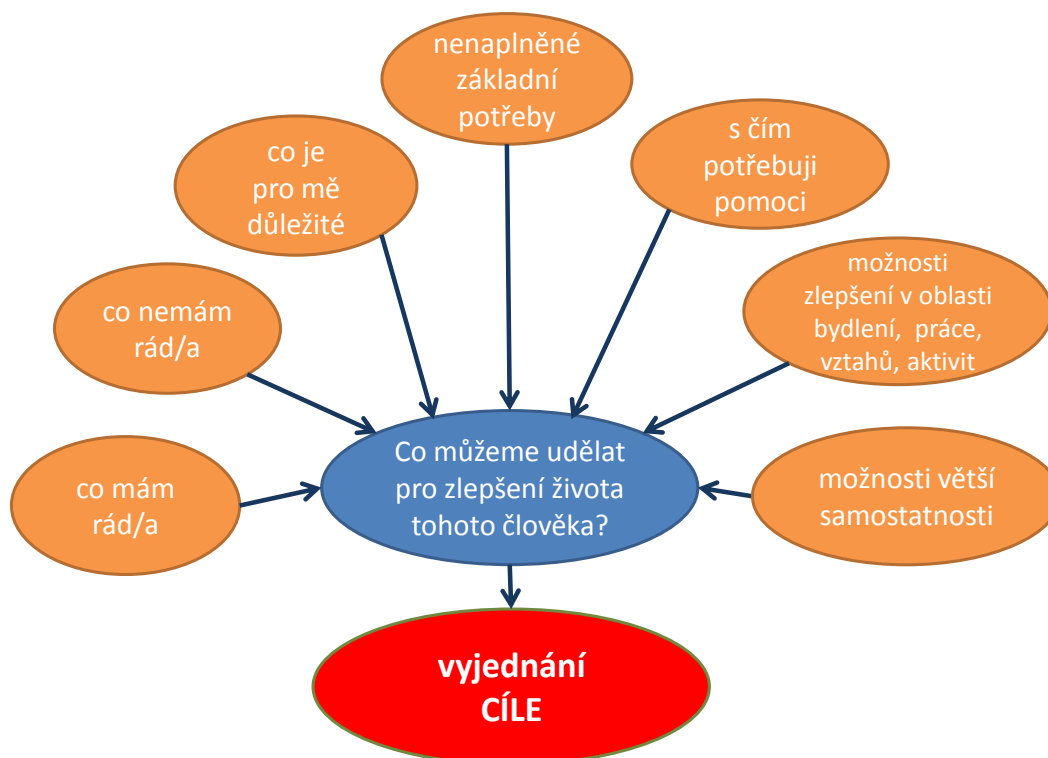 nenaplněné
základní
potřeby
s čím
potřebuji
pomoci
co je
pro mě
důležité
možnosti
zlepšení v oblasti
bydlení, práce,
vztahů, aktivit
co nemám
rád/a
Co můžeme udělat
pro zlepšení života
tohoto člověka?
co mám
rád/a
možnosti větší
samostatnosti
vyjednání
CÍLE